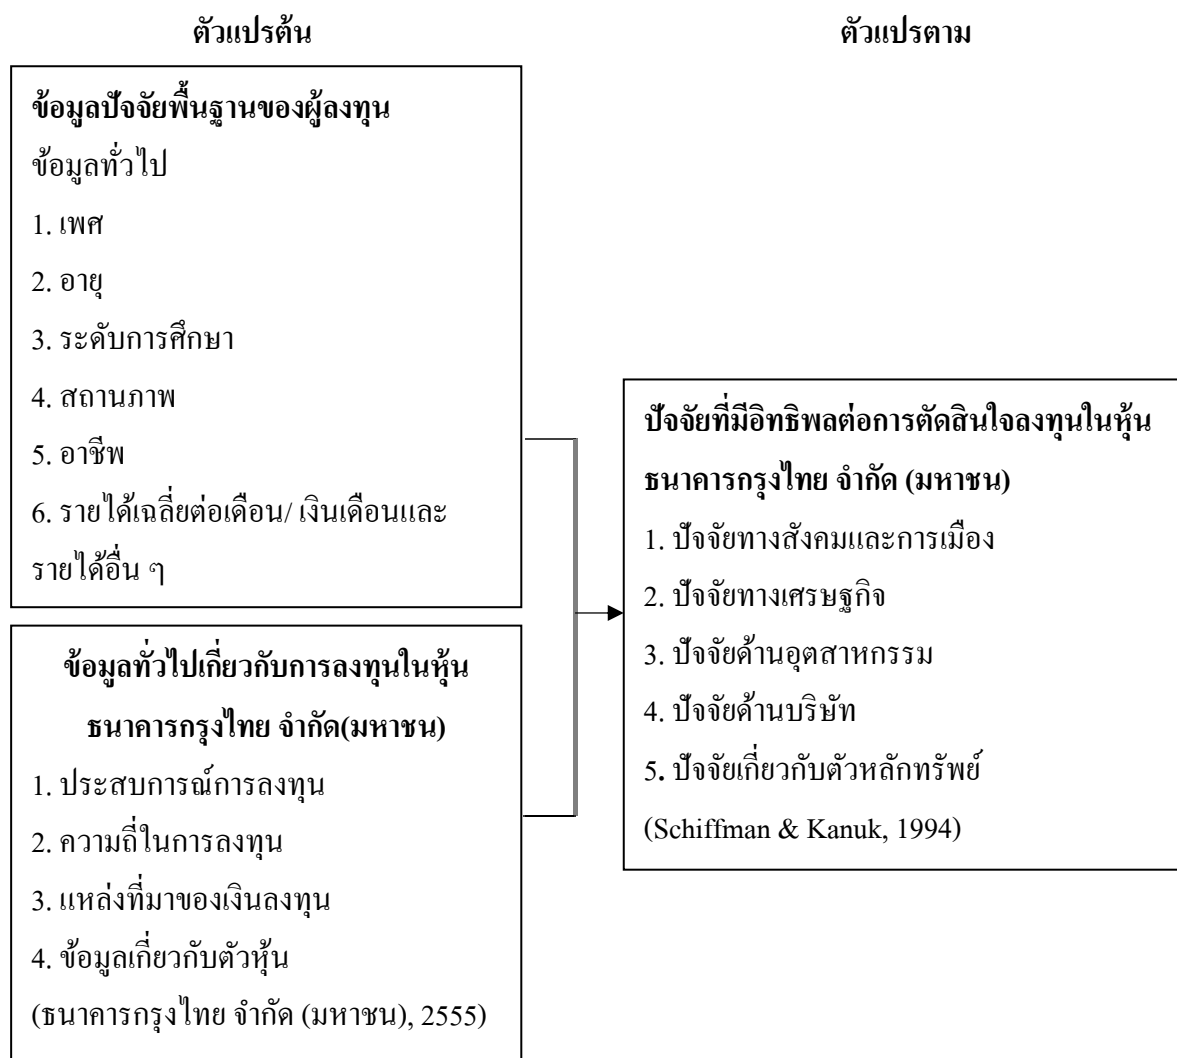 ตัวแปรต้น
ตัวแปรตาม
ข้อมูลปัจจัยพื้นฐานของผู้ลงทุน
ข้อมูลทั่วไป
1. เพศ
2. อายุ
3. ระดับการศึกษา
4. สถานภาพ
5. อาชีพ
6. รายได้เฉลี่ยต่อเดือน/ เงินเดือนและ
รายได้อื่น ๆ
ข้อมูลทั่วไปเกี่ยวกับการลงทุนในหุ้น
ธนาคารกรุงไทย จำกัด(มหาชน)
1. ประสบการณ์การลงทุน
2. ความถี่ในการลงทุน
3. แหล่งที่มาของเงินลงทุน
4. ข้อมูลเกี่ยวกับตัวหุ้น
(ธนาคารกรุงไทย จำกัด (มหาชน), 2555)
ปัจจัยที่มีอิทธิพลต่อการตัดสินใจลงทุนในหุ้น
ธนาคารกรุงไทย จำกัด (มหาชน)
1. ปัจจัยทางสังคมและการเมือง
2. ปัจจัยทางเศรษฐกิจ
3. ปัจจัยด้านอุตสาหกรรม
4. ปัจจัยด้านบริษัท
5. ปัจจัยเกี่ยวกับตัวหลักทรัพย์
(Schiffman & Kanuk, 1994)